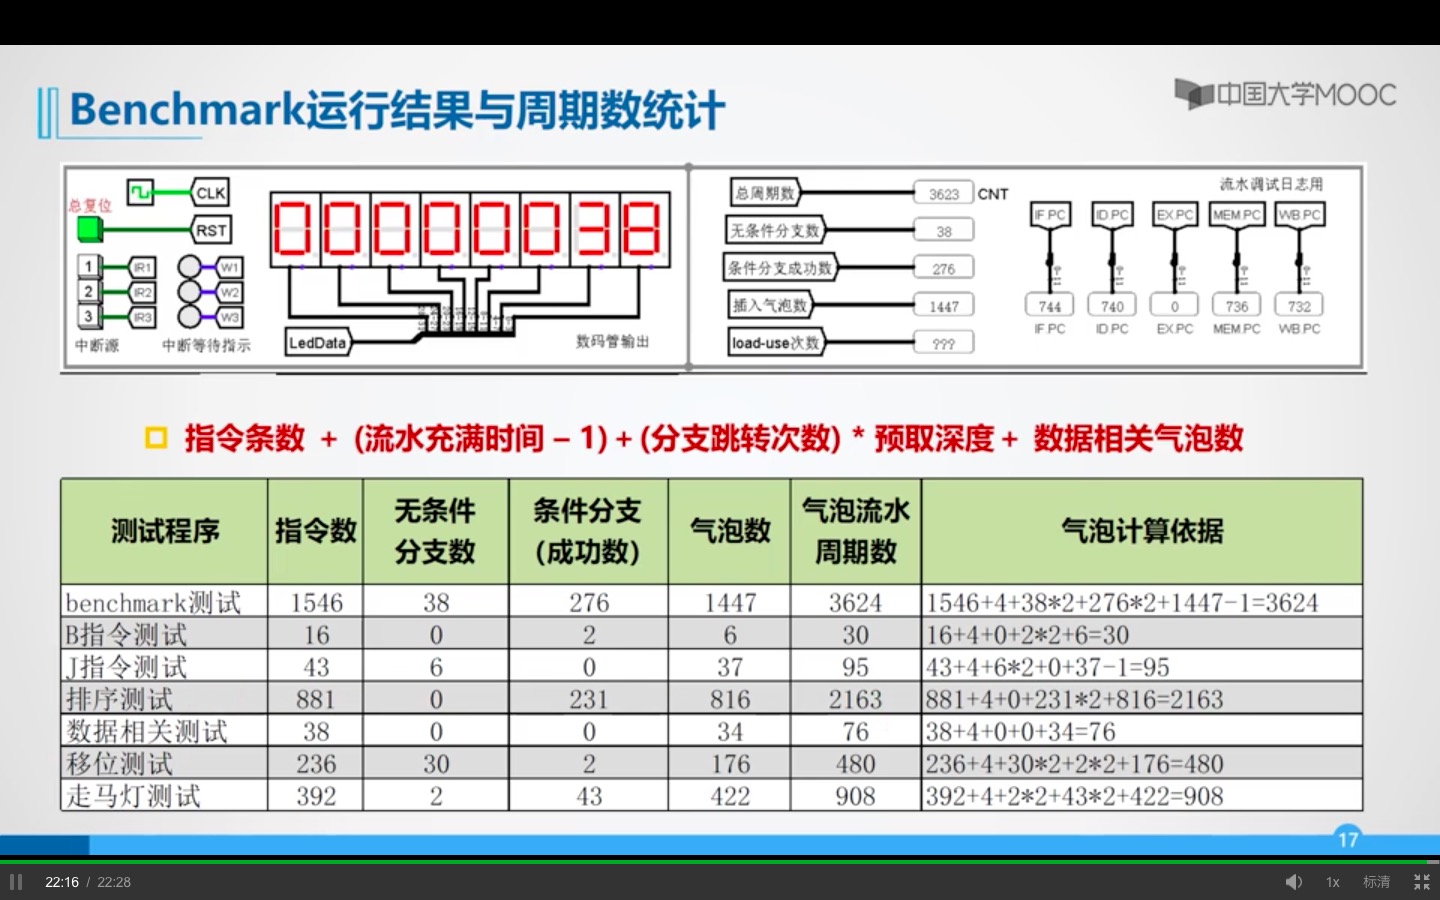 Benchmark运行结果与周期数统计
中国大学MOOC
总复位
CLK
RST
1 IR1 W1
2 IR2 W2
3 IR3 W3
中断源 中断等待指示
00000038
LedData
数码管输出
总周期数 3623 CNT
无条件分支数 38
条件分支成功数 276
插入气泡数 1447
load-use次数 ???
流水调试日志用
IF.PC ID.PC EX.PC MEM.PC WB.PC
744 740 0 736 732
IF.PC ID.PC EX.PC MEM.PC WB.PC
指令条数 + (流水充满时间 – 1) + (分支跳转次数) * 预取深度 + 数据相关气泡数
测试程序 指令数 无条件分支数 条件分支(成功数) 气泡数 气泡流水周期数 气泡计算依据
benchmark测试 1546 38 276 1447 3624 1546+4+38*2+276*2+1447-1=3624
B指令测试 16 0 2 6 30 16+4+0+2*2+6=30
J指令测试 43 6 0 37 95 43+4+6*2+0+37-1=95
排序测试 881 0 231 816 2163 881+4+0+231*2+816=2163
数据相关测试 38 0 0 34 76 38+4+0+0+34=76
移位测试 236 30 2 176 480 236+4+30*2+2*2+176=480
走马灯测试 392 2 43 422 908 392+4+2*2+43*2+422=908
17
22:16 / 22:28
1x 标清